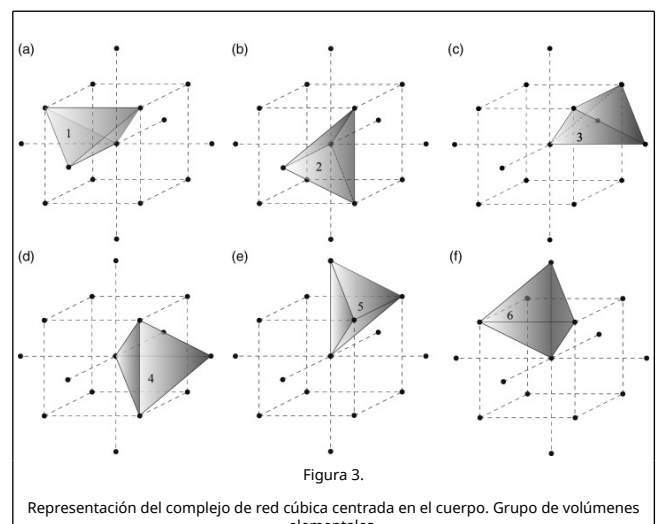 (a)
(b)
(c)
1
2
3
(d)
(e)
(f)
4
5
6
Figura 3.
Representación del complejo de red cúbica centrada en el cuerpo. Grupo de volúmenes
elementales